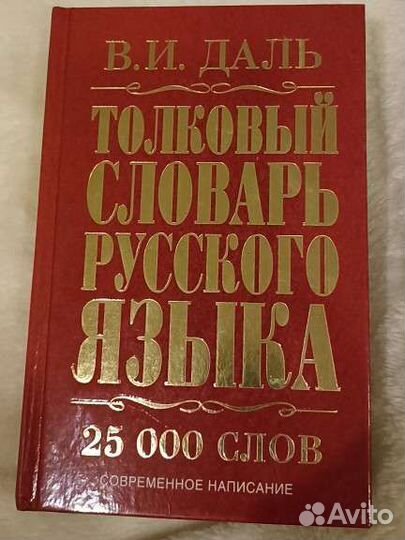 В.И. ДАЛЬ
ТОЛКОВЫЙ
СЛОВАРЬ
РУССКОГО
ЯЗЫКА
25 000 СЛОВ
СОВРЕМЕННОЕ НАПИСАНИЕ
Avito